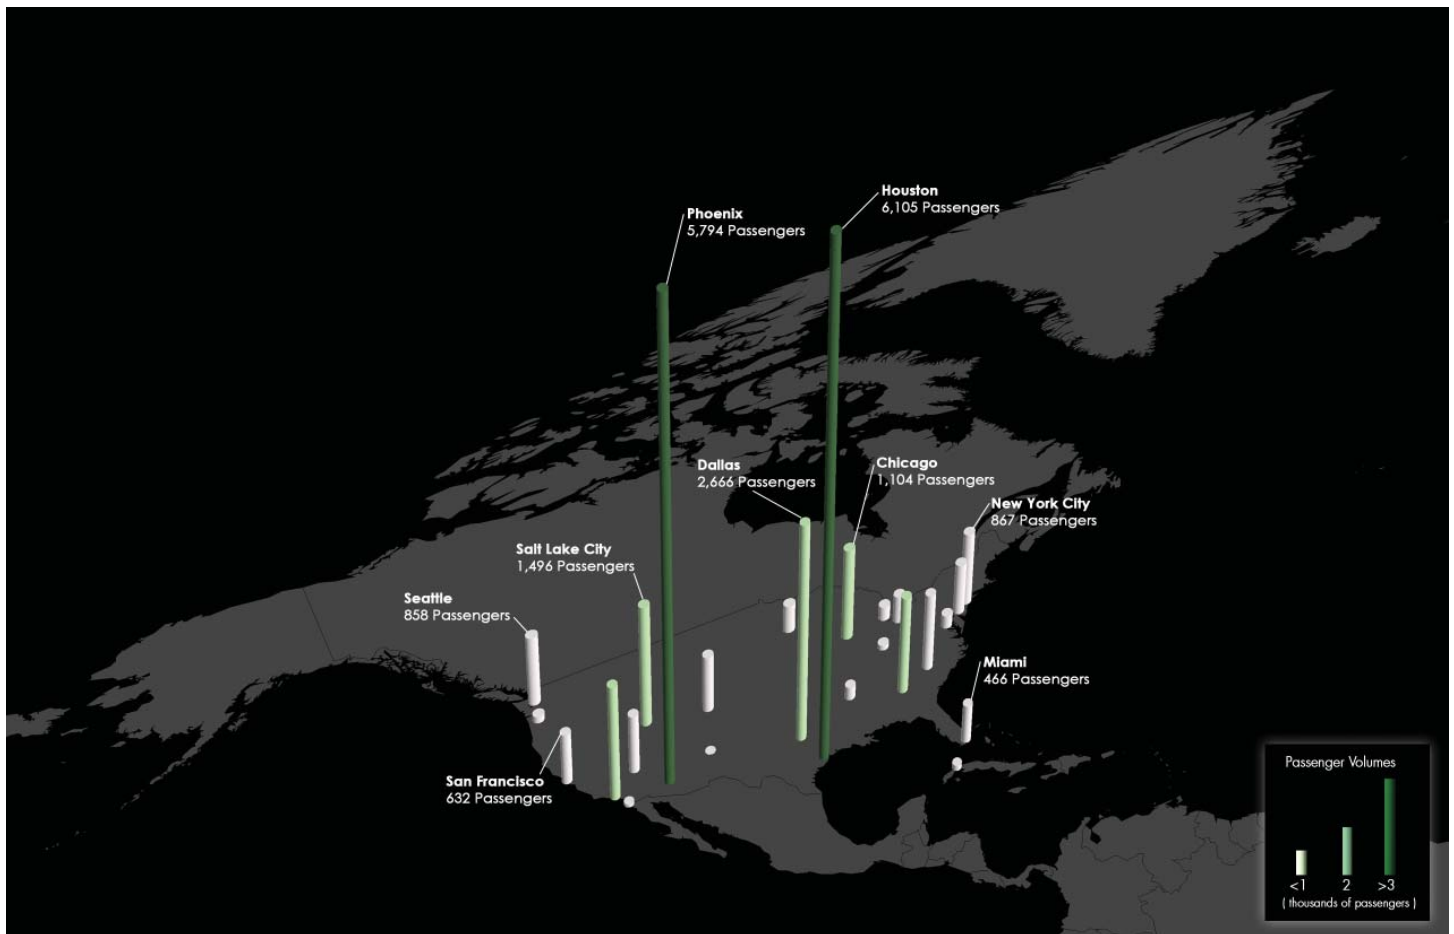 Houston
6,105 Passengers
Phoenix
5,794 Passengers
Dallas
2,666 Passengers
Chicago
1,104 Passengers
New York City
867 Passengers
Salt Lake City
1,496 Passengers
Seattle
858 Passengers
Miami
466 Passengers
San Francisco
632 Passengers
Passenger Volumes
<1 2 >3
( thousands of passengers )